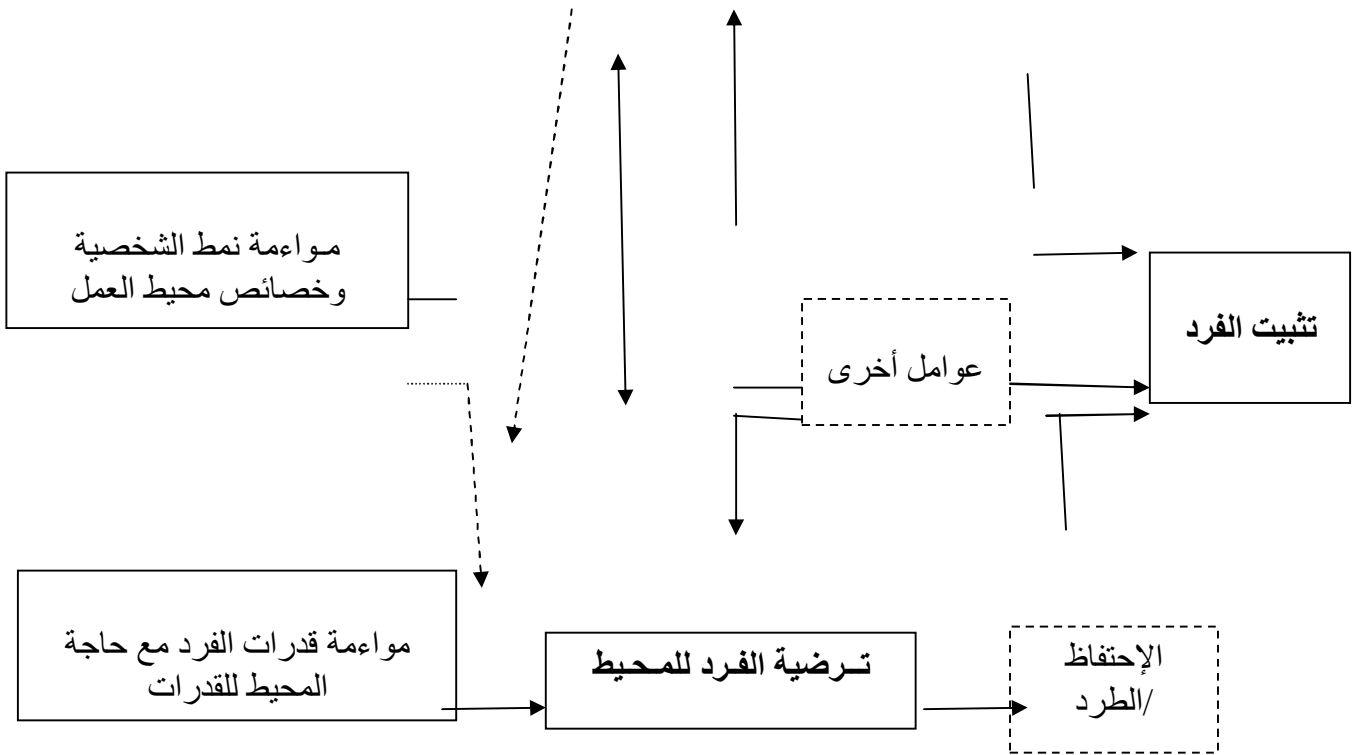 مـواءمة نمط الشخصية
وخصائص محيط العمل
تثبيت الفرد
عوامل أخرى
مواءمة قدرات الفرد مع حاجة
المحيط للقدرات
تـرضية الفـرد للمـحـيط
الإحتفاظ
/الطرد